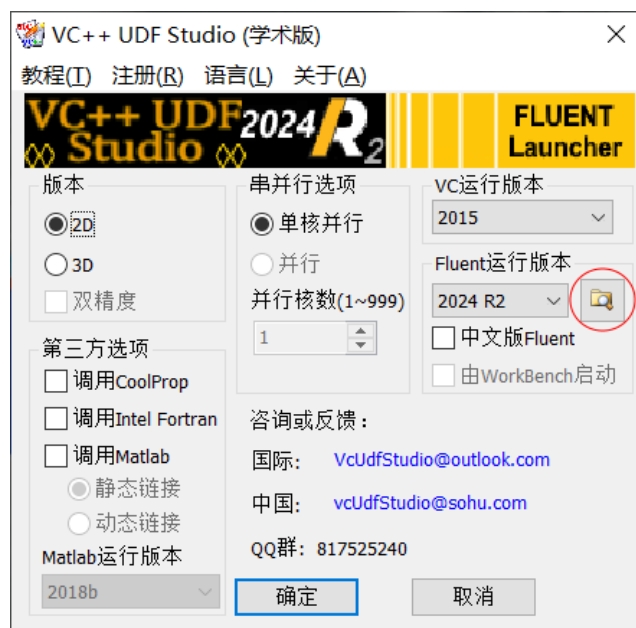 VC++ UDF Studio (学术版)
教程(T) 注册(R) 语言(L) 关于(A)
VC++ UDF Studio 2024 R2 FLUENT Launcher
版本
2D
3D
双精度
第三方选项
调用CoolProp
调用Intel Fortran
调用Matlab
静态链接
动态链接
Matlab运行版本
2018b
串并行选项
单核并行
并行
并行核数(1~999)
1
VC运行版本
2015
Fluent运行版本
2024 R2
中文版Fluent
由WorkBench启动
咨询或反馈：
国际： VcUdfStudio@outlook.com
中国： vcUdfStudio@sohu.com
QQ群：817525240
确定 取消